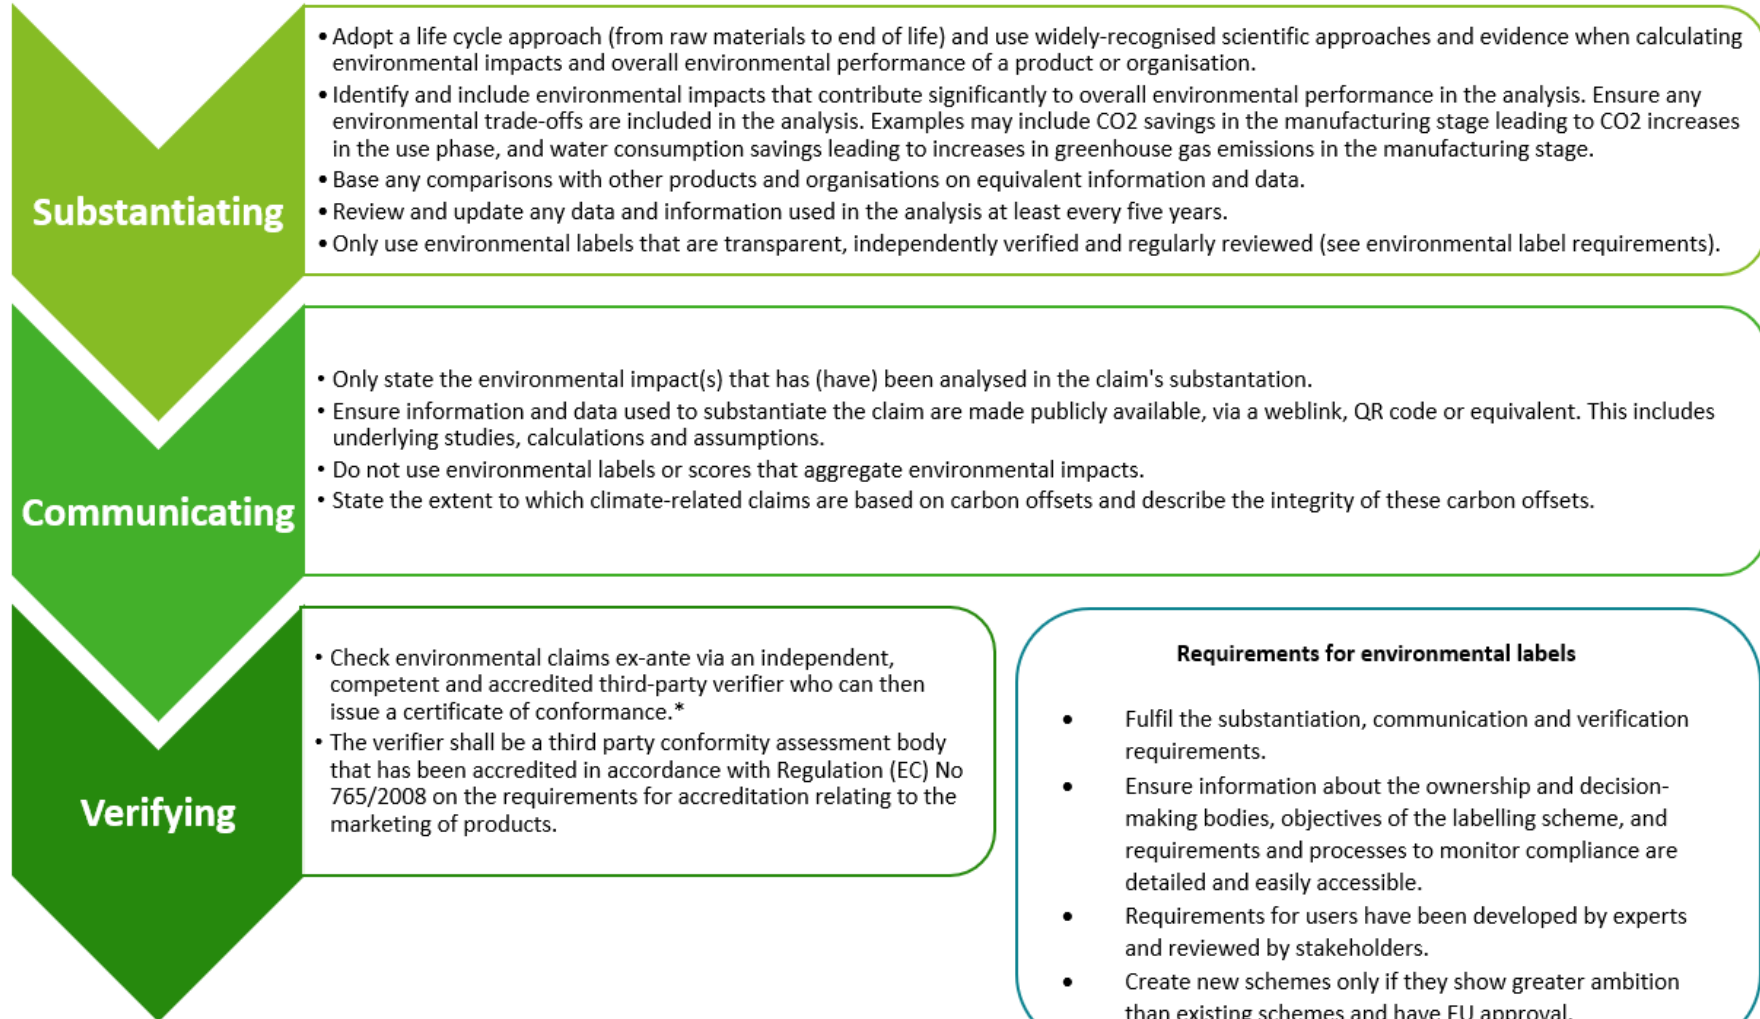 Substantiating
• Adopt a life cycle approach (from raw materials to end of life) and use widely-recognised scientific approaches and evidence when calculating
environmental impacts and overall environmental performance of a product or organisation.
• Identify and include environmental impacts that contribute significantly to overall environmental performance in the analysis. Ensure any
environmental trade-offs are included in the analysis. Examples may include CO2 savings in the manufacturing stage leading to CO2 increases
in the use phase, and water consumption savings leading to increases in greenhouse gas emissions in the manufacturing stage.
• Base any comparisons with other products and organisations on equivalent information and data.
• Review and update any data and information used in the analysis at least every five years.
• Only use environmental labels that are transparent, independently verified and regularly reviewed (see environmental label requirements).
Communicating
• Only state the environmental impact(s) that has (have) been analysed in the claim's substantation.
• Ensure information and data used to substantiate the claim are made publicly available, via a weblink, QR code or equivalent. This includes
underlying studies, calculations and assumptions.
• Do not use environmental labels or scores that aggregate environmental impacts.
• State the extent to which climate-related claims are based on carbon offsets and describe the integrity of these carbon offsets.
Verifying
• Check environmental claims ex-ante via an independent,
competent and accredited third-party verifier who can then
issue a certificate of conformance.*
• The verifier shall be a third party conformity assessment body
that has been accredited in accordance with Regulation (EC) No
765/2008 on the requirements for accreditation relating to the
marketing of products.
Requirements for environmental labels
• Fulfil the substantiation, communication and verification
requirements.
• Ensure information about the ownership and decision-
making bodies, objectives of the labelling scheme, and
requirements and processes to monitor compliance are
detailed and easily accessible.
• Requirements for users have been developed by experts
and reviewed by stakeholders.
• Create new schemes only if they show greater ambition
than existing schemes and have EU approval.